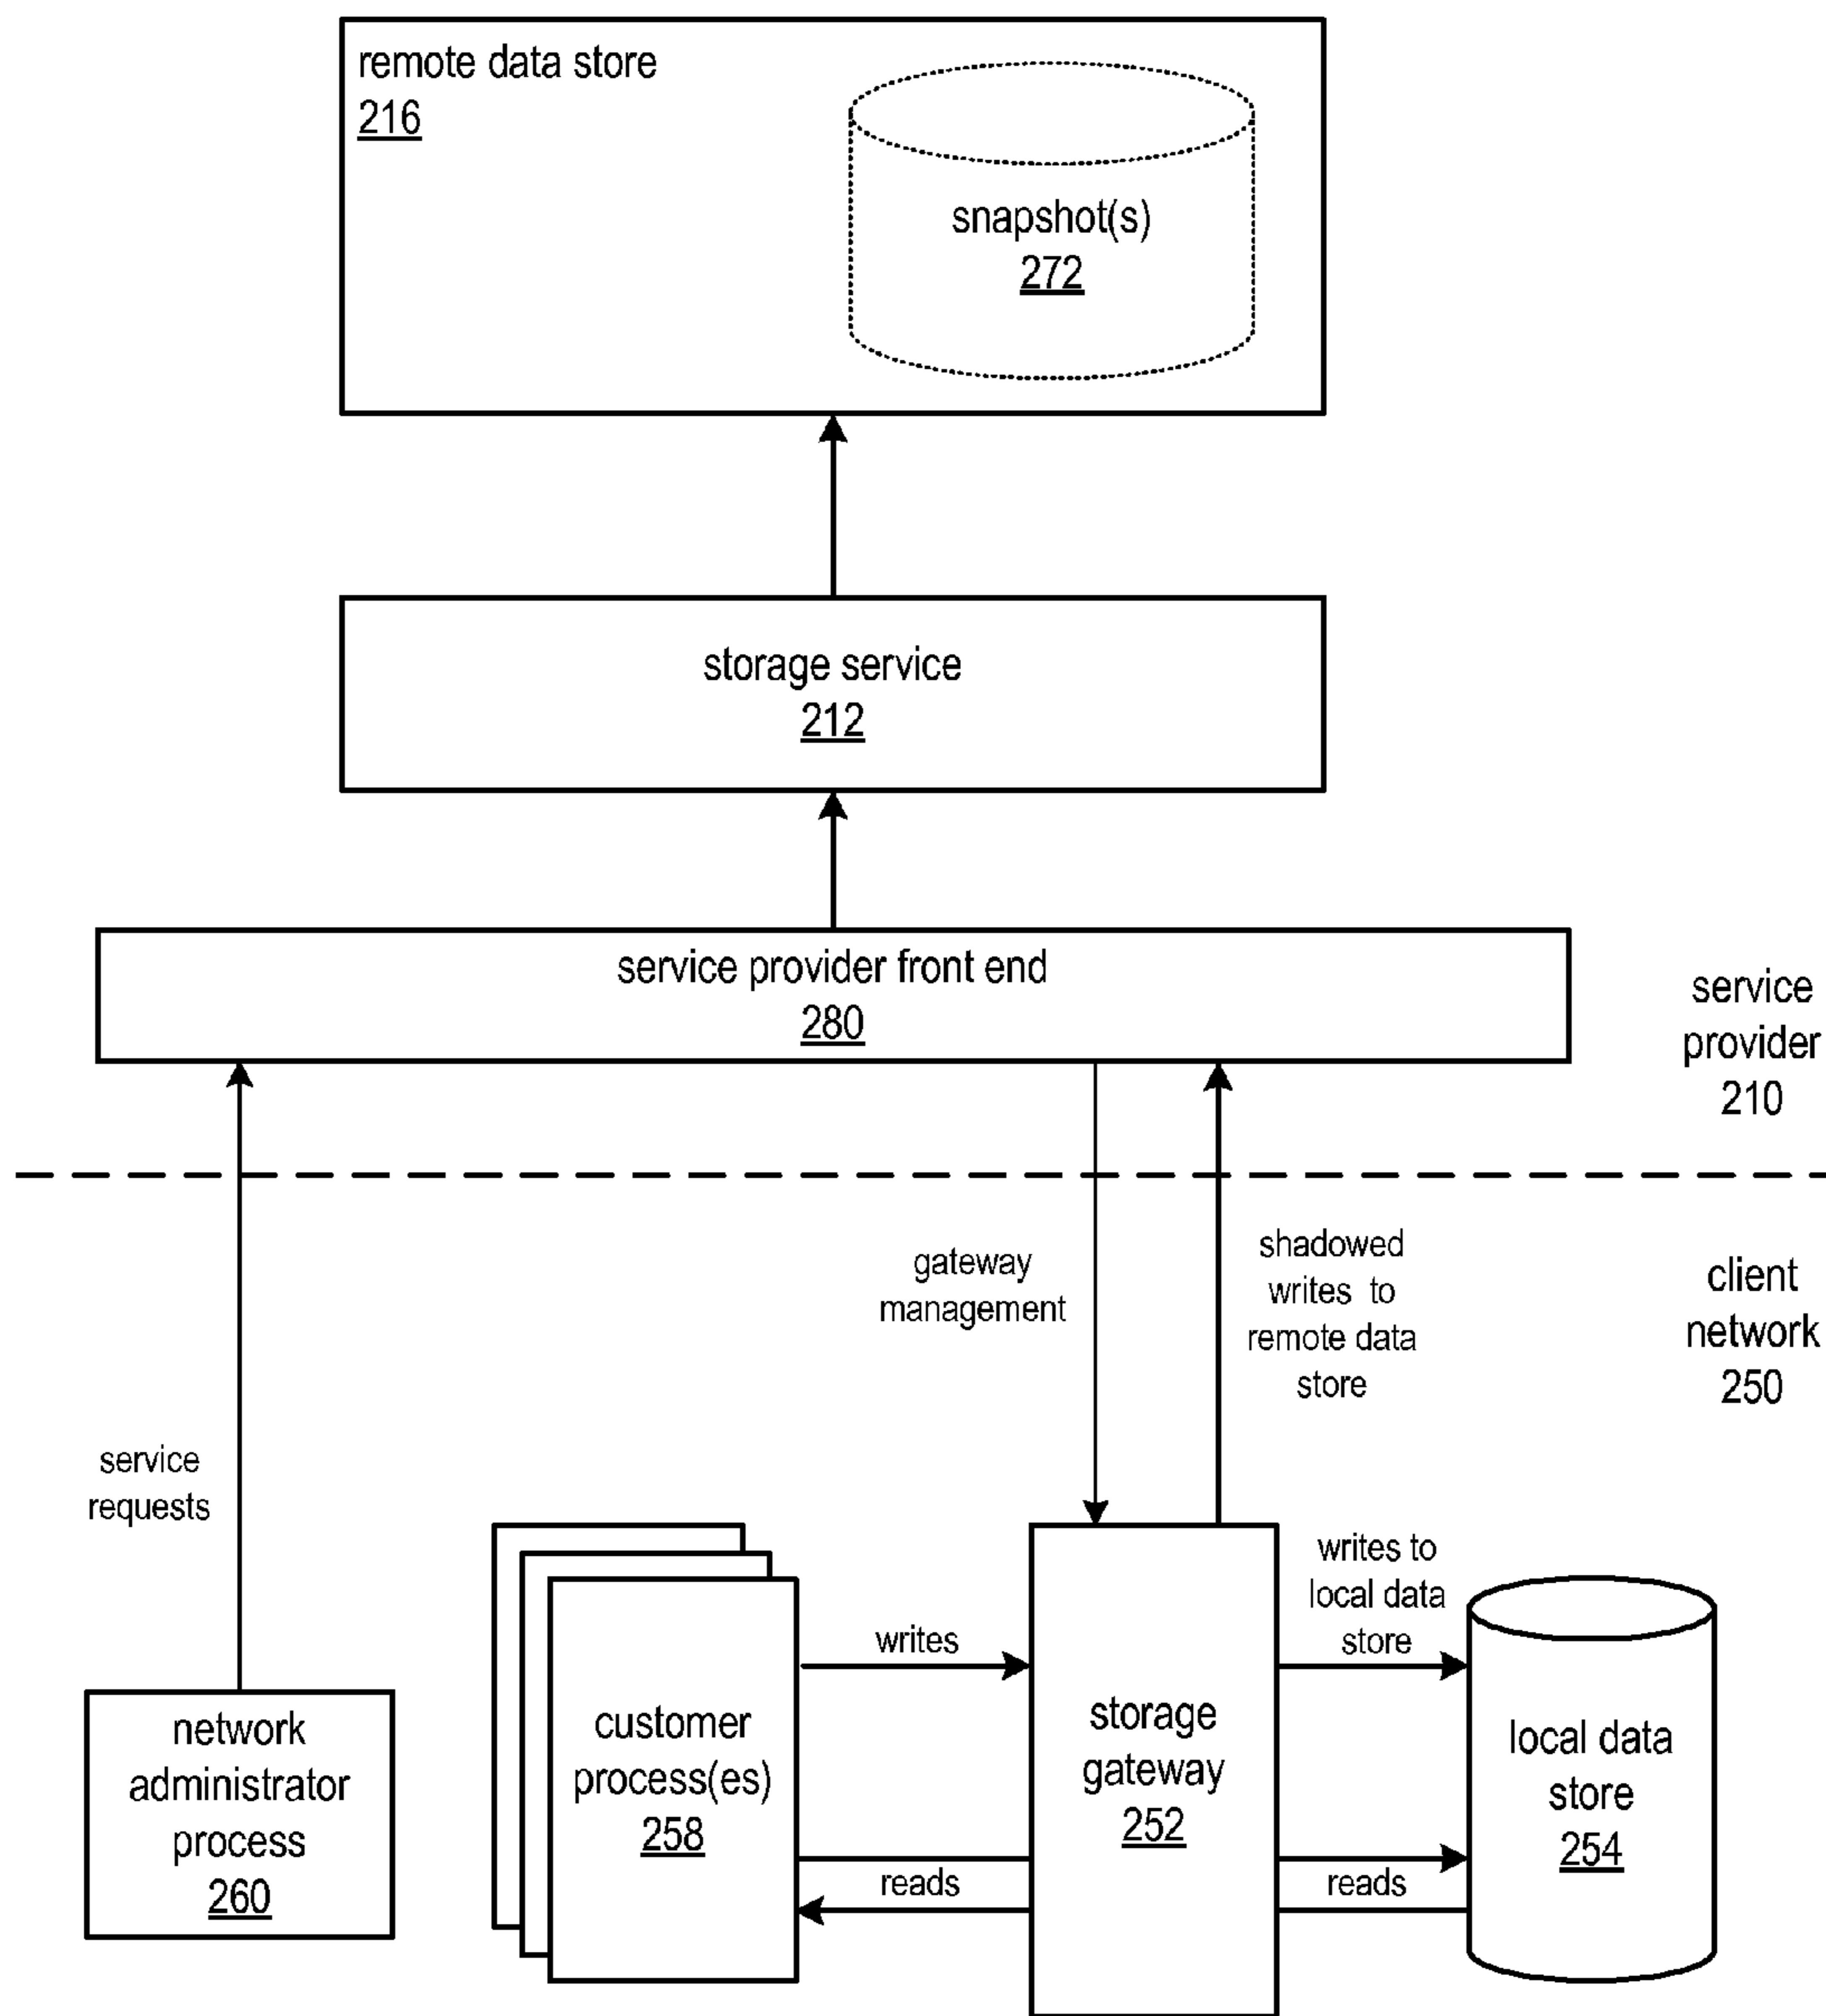 remote data store
216
snapshot(s)
272
storage service
212
service provider front end
280
service
provider
210
gateway
management
shadowed
writes to
remote data
store
client
network
250
service
requests
writes to
local data
store
writes
network
administrator
process
260
customer
process(es)
258
storage
gateway
252
local data
store
254
reads
reads